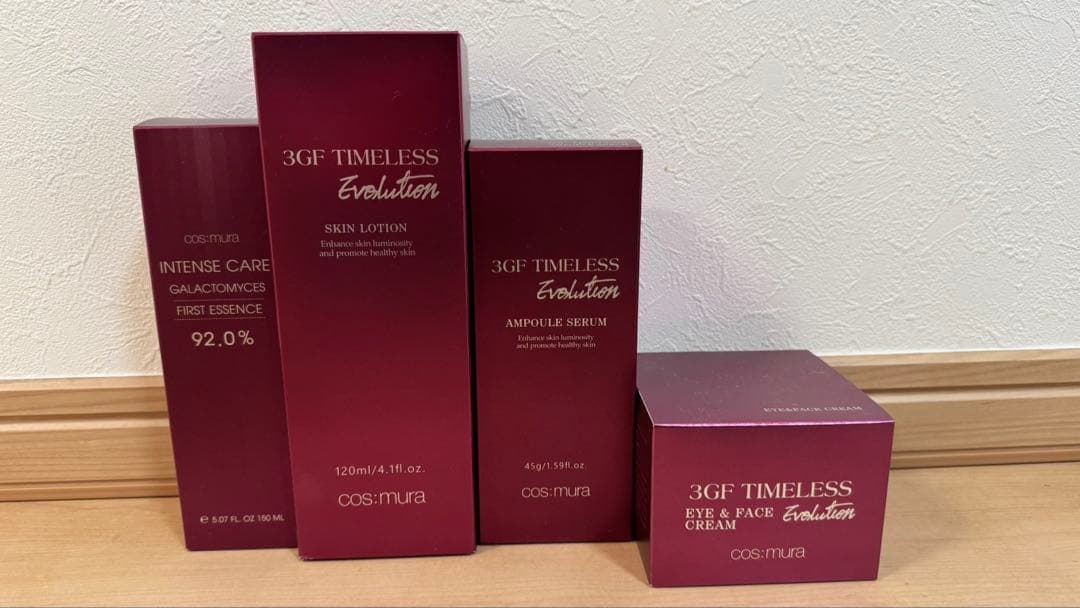 cos:mura
INTENSE CARE
GALACTOMYCES
FIRST ESSENCE
92.0%
℮ 5.07 FL. OZ 150 ML
3GF TIMELESS
Evolution
SKIN LOTION
Enhance skin luminosity
and promote healthy skin
120ml/4.1fl.oz.
cos:mura
3GF TIMELESS
Evolution
AMPOULE SERUM
Enhance skin luminosity
and promote healthy skin
45g/1.59fl.oz.
cos:mura
EYE&FACE CREAM
3GF TIMELESS
EYE & FACE Evolution
CREAM
cos:mura